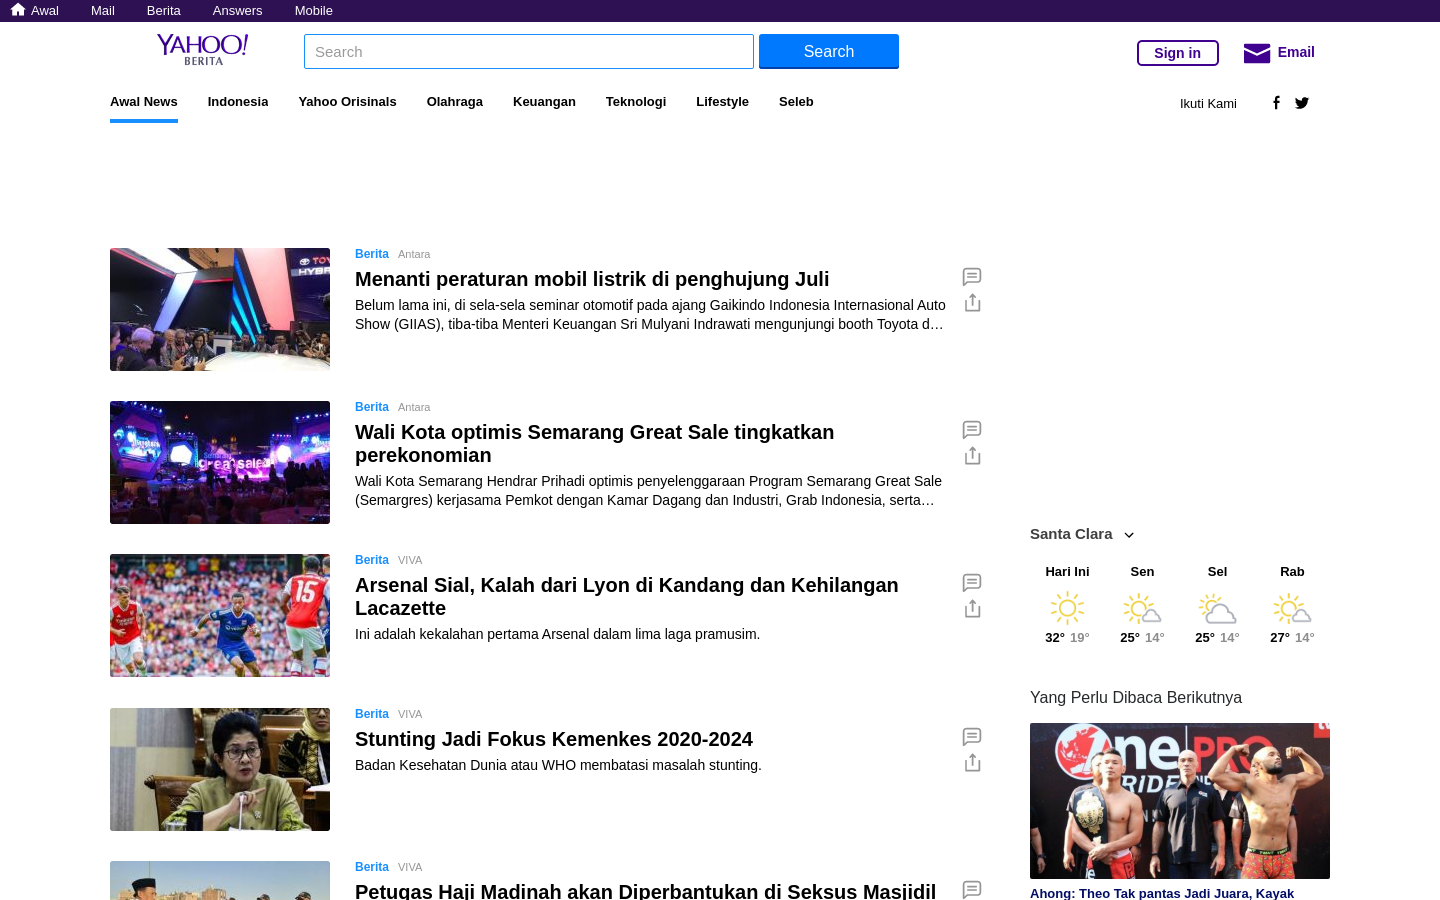 Awal
Mail
Berita
Answers
Mobile
YAHOO!
BERITA
Search
Search
Sign in
Email
Awal News
Indonesia
Yahoo Orisinals
Olahraga
Keuangan
Teknologi
Lifestyle
Seleb
Ikuti Kami
Berita Antara
Menanti peraturan mobil listrik di penghujung Juli
Belum lama ini, di sela-sela seminar otomotif pada ajang Gaikindo Indonesia Internasional Auto
Show (GIIAS), tiba-tiba Menteri Keuangan Sri Mulyani Indrawati mengunjungi booth Toyota d…
Berita Antara
Wali Kota optimis Semarang Great Sale tingkatkan
perekonomian
Wali Kota Semarang Hendrar Prihadi optimis penyelenggaraan Program Semarang Great Sale
(Semargres) kerjasama Pemkot dengan Kamar Dagang dan Industri, Grab Indonesia, serta…
great sale
Berita VIVA
Arsenal Sial, Kalah dari Lyon di Kandang dan Kehilangan
Lacazette
Ini adalah kekalahan pertama Arsenal dalam lima laga pramusim.
15
Berita VIVA
Stunting Jadi Fokus Kemenkes 2020-2024
Badan Kesehatan Dunia atau WHO membatasi masalah stunting.
Berita VIVA
Petugas Haji Madinah akan Diperbantukan di Seksus Masjidil
Santa Clara
Hari Ini Sen Sel Rab
32° 19° 25° 14° 25° 14° 27° 14°
Yang Perlu Dibaca Berikutnya
One PRO
PRIDE
Ahong: Theo Tak pantas Jadi Juara, Kayak